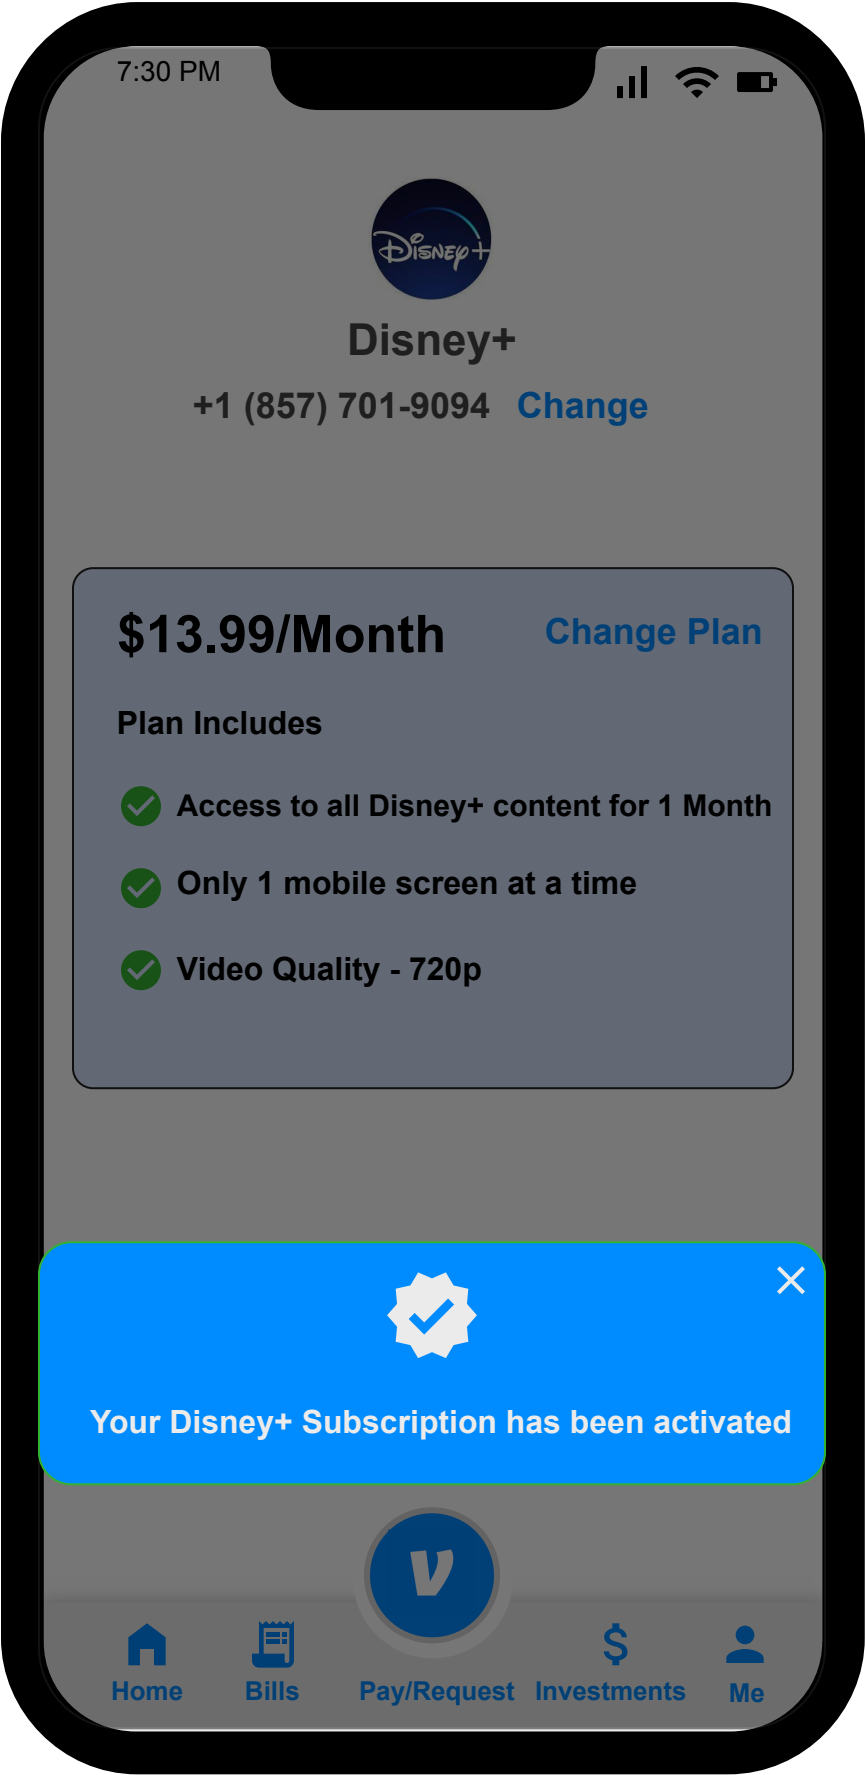 7:30 PM
Disney+
Disney+
+1 (857) 701-9094 Change
$13.99/Month Change Plan
Plan Includes
Access to all Disney+ content for 1 Month
Only 1 mobile screen at a time
Video Quality - 720p
Your Disney+ Subscription has been activated
V
Home Bills Pay/Request Investments Me